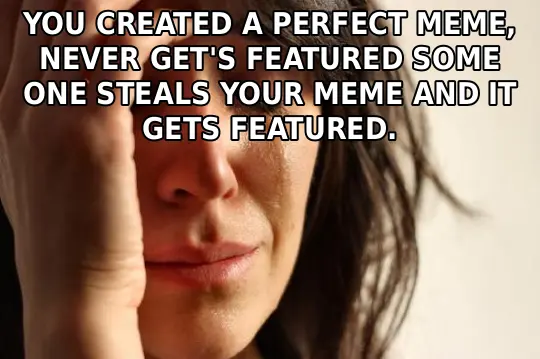 YOU CREATED A PERFECT MEME,
NEVER GET'S FEATURED SOME
ONE STEALS YOUR MEME AND IT
GETS FEATURED.